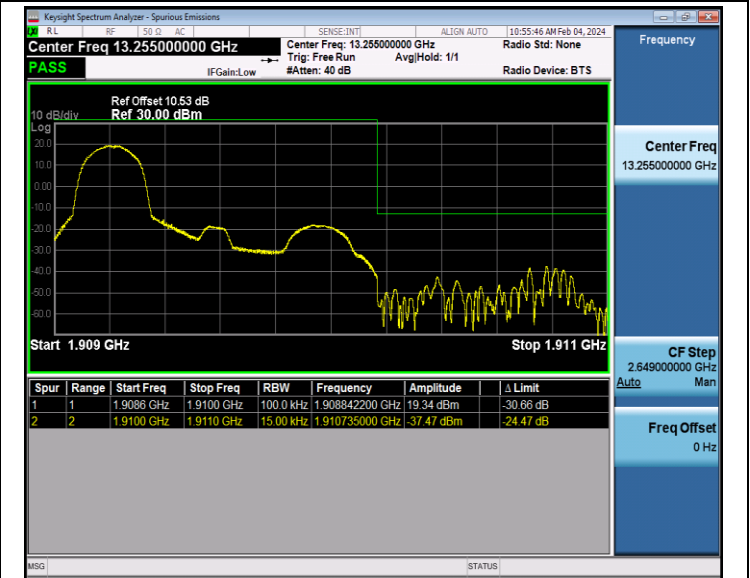 Keysight Spectrum Analyzer - Spurious Emissions
RL RF 50 Ω AC SENSE:INT ALIGN AUTO 10:55:46 AM Feb 04, 2024
Center Freq 13.255000000 GHz
Center Freq: 13.255000000 GHz
Radio Std: None
Trig: Free Run Avg|Hold: 1/1
PASS
IFGain:Low
#Atten: 40 dB
Radio Device: BTS
Frequency
Ref Offset 10.53 dB
10 dB/div Ref 30.00 dBm
Log
20.0
10.0
0.00
-10.0
-20.0
-30.0
-40.0
-50.0
-60.0
Start 1.909 GHz Stop 1.911 GHz
Center Freq
13.255000000 GHz
CF Step
2.649000000 GHz
Auto Man
Freq Offset
0 Hz
Spur Range Start Freq Stop Freq RBW Frequency Amplitude Δ Limit
1 1 1.9086 GHz 1.9100 GHz 100.0 kHz 1.908842200 GHz 19.34 dBm -30.66 dB
2 2 1.9100 GHz 1.9110 GHz 15.00 kHz 1.910735000 GHz -37.47 dBm -24.47 dB
MSG STATUS